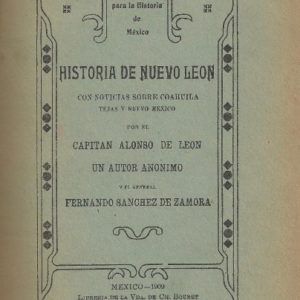 para la Historia
de
México
HISTORIA DE NUEVO LEON
CON NOTICIAS SOBRE COAHUILA
TEJAS Y NUEVO MEXICO
POR EL
CAPITAN ALONSO DE LEON
UN AUTOR ANONIMO
Y EL GENERAL
FERNANDO SANCHEZ DE ZAMORA
MEXICO—1909
LIBRERIA DE LA VDA. DE CH. BOURET